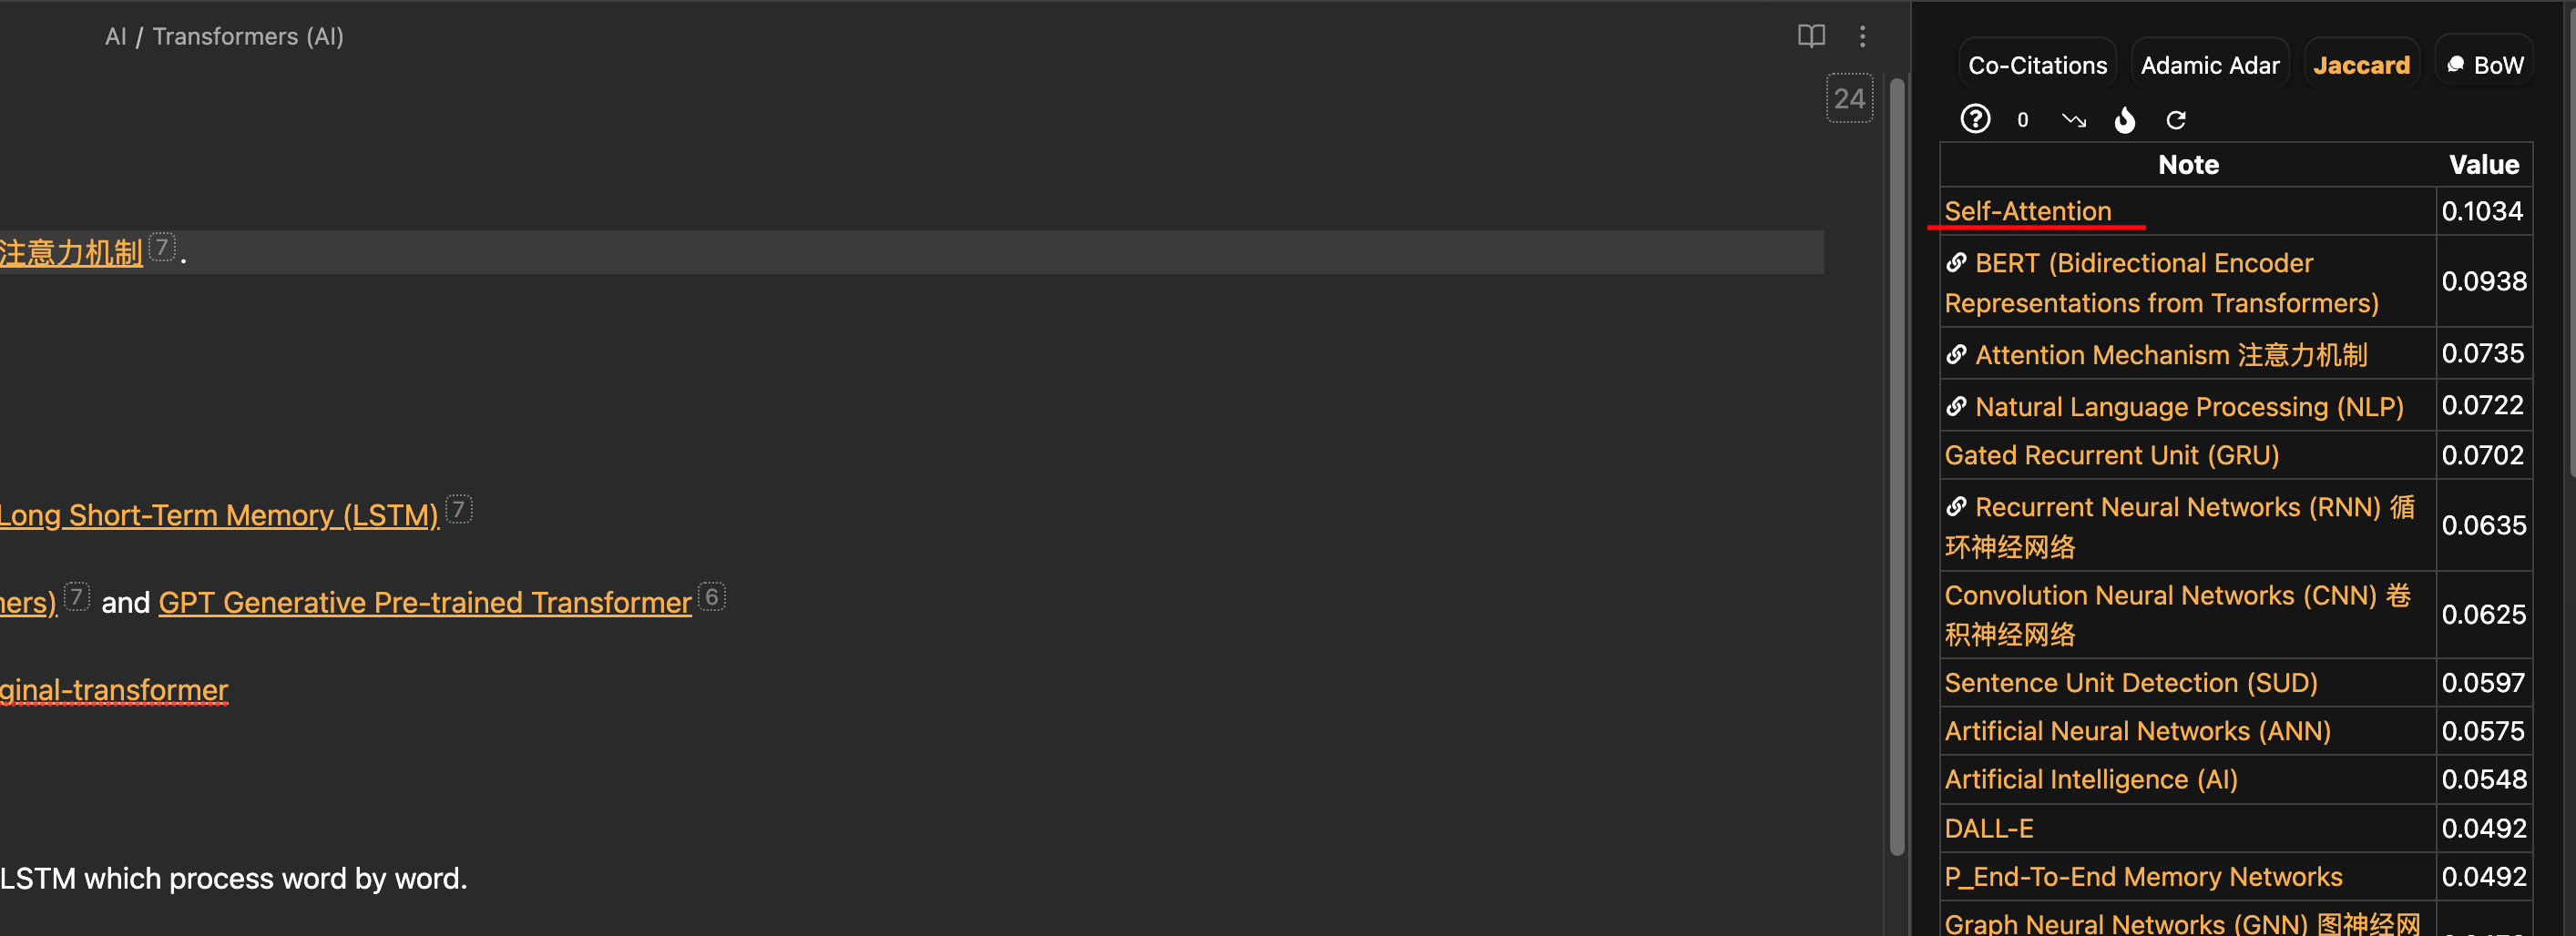 AI / Transformers (AI)
24
注意力机制 7 .
Long Short-Term Memory (LSTM) 7
ners) 7 and GPT Generative Pre-trained Transformer 6
ginal-transformer
LSTM which process word by word.
Co-Citations Adamic Adar Jaccard BoW
? 0
Note Value
Self-Attention 0.1034
BERT (Bidirectional Encoder
Representations from Transformers) 0.0938
Attention Mechanism 注意力机制 0.0735
Natural Language Processing (NLP) 0.0722
Gated Recurrent Unit (GRU) 0.0702
Recurrent Neural Networks (RNN) 循
环神经网络 0.0635
Convolution Neural Networks (CNN) 卷
积神经网络 0.0625
Sentence Unit Detection (SUD) 0.0597
Artificial Neural Networks (ANN) 0.0575
Artificial Intelligence (AI) 0.0548
DALL-E 0.0492
P_End-To-End Memory Networks 0.0492
Graph Neural Networks (GNN) 图神经网